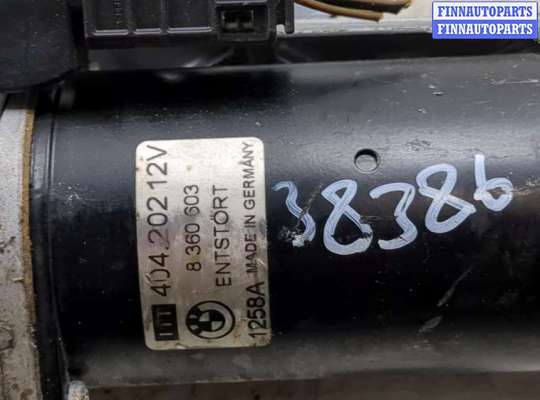 FINNAUTOPARTS
FINNAUTOPARTS
404.202 12V
8 360 603
ENTSTÖRT
1258A MADE IN GERMANY
38386